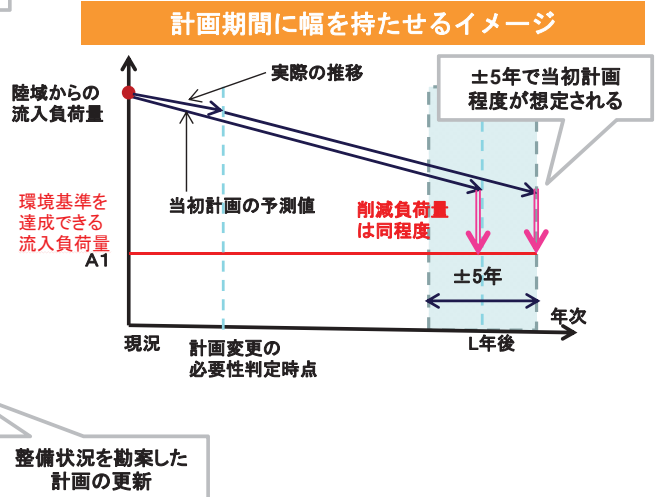 計画期間に幅を持たせるイメージ
陸域からの
流入負荷量
実際の推移
±5年で当初計画
程度が想定される
当初計画の予測値
環境基準を
達成できる
流入負荷量
A1
削減負荷量
は同程度
±5年
年次
現況
計画変更の
必要性判定時点
L年後
整備状況を勘案した
計画の更新